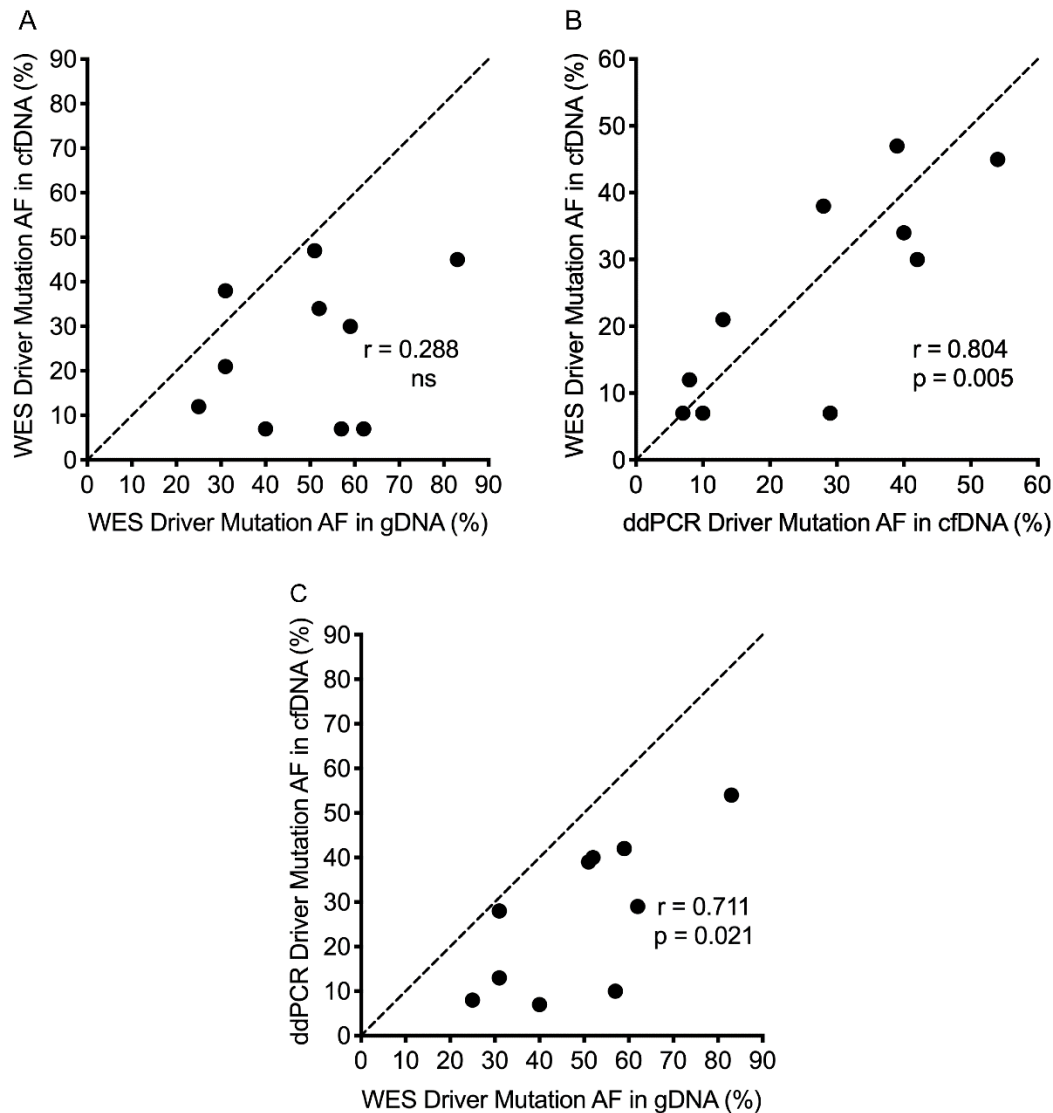 A
WES Driver Mutation AF in cfDNA (%)
90
80
70
60
50
40
30
20
10
0
r = 0.288
ns
0 10 20 30 40 50 60 70 80 90
WES Driver Mutation AF in gDNA (%)
B
WES Driver Mutation AF in cfDNA (%)
60
50
40
30
20
10
0
r = 0.804
p = 0.005
0 10 20 30 40 50 60
ddPCR Driver Mutation AF in cfDNA (%)
C
ddPCR Driver Mutation AF in cfDNA (%)
90
80
70
60
50
40
30
20
10
0
r = 0.711
p = 0.021
0 10 20 30 40 50 60 70 80 90
WES Driver Mutation AF in gDNA (%)